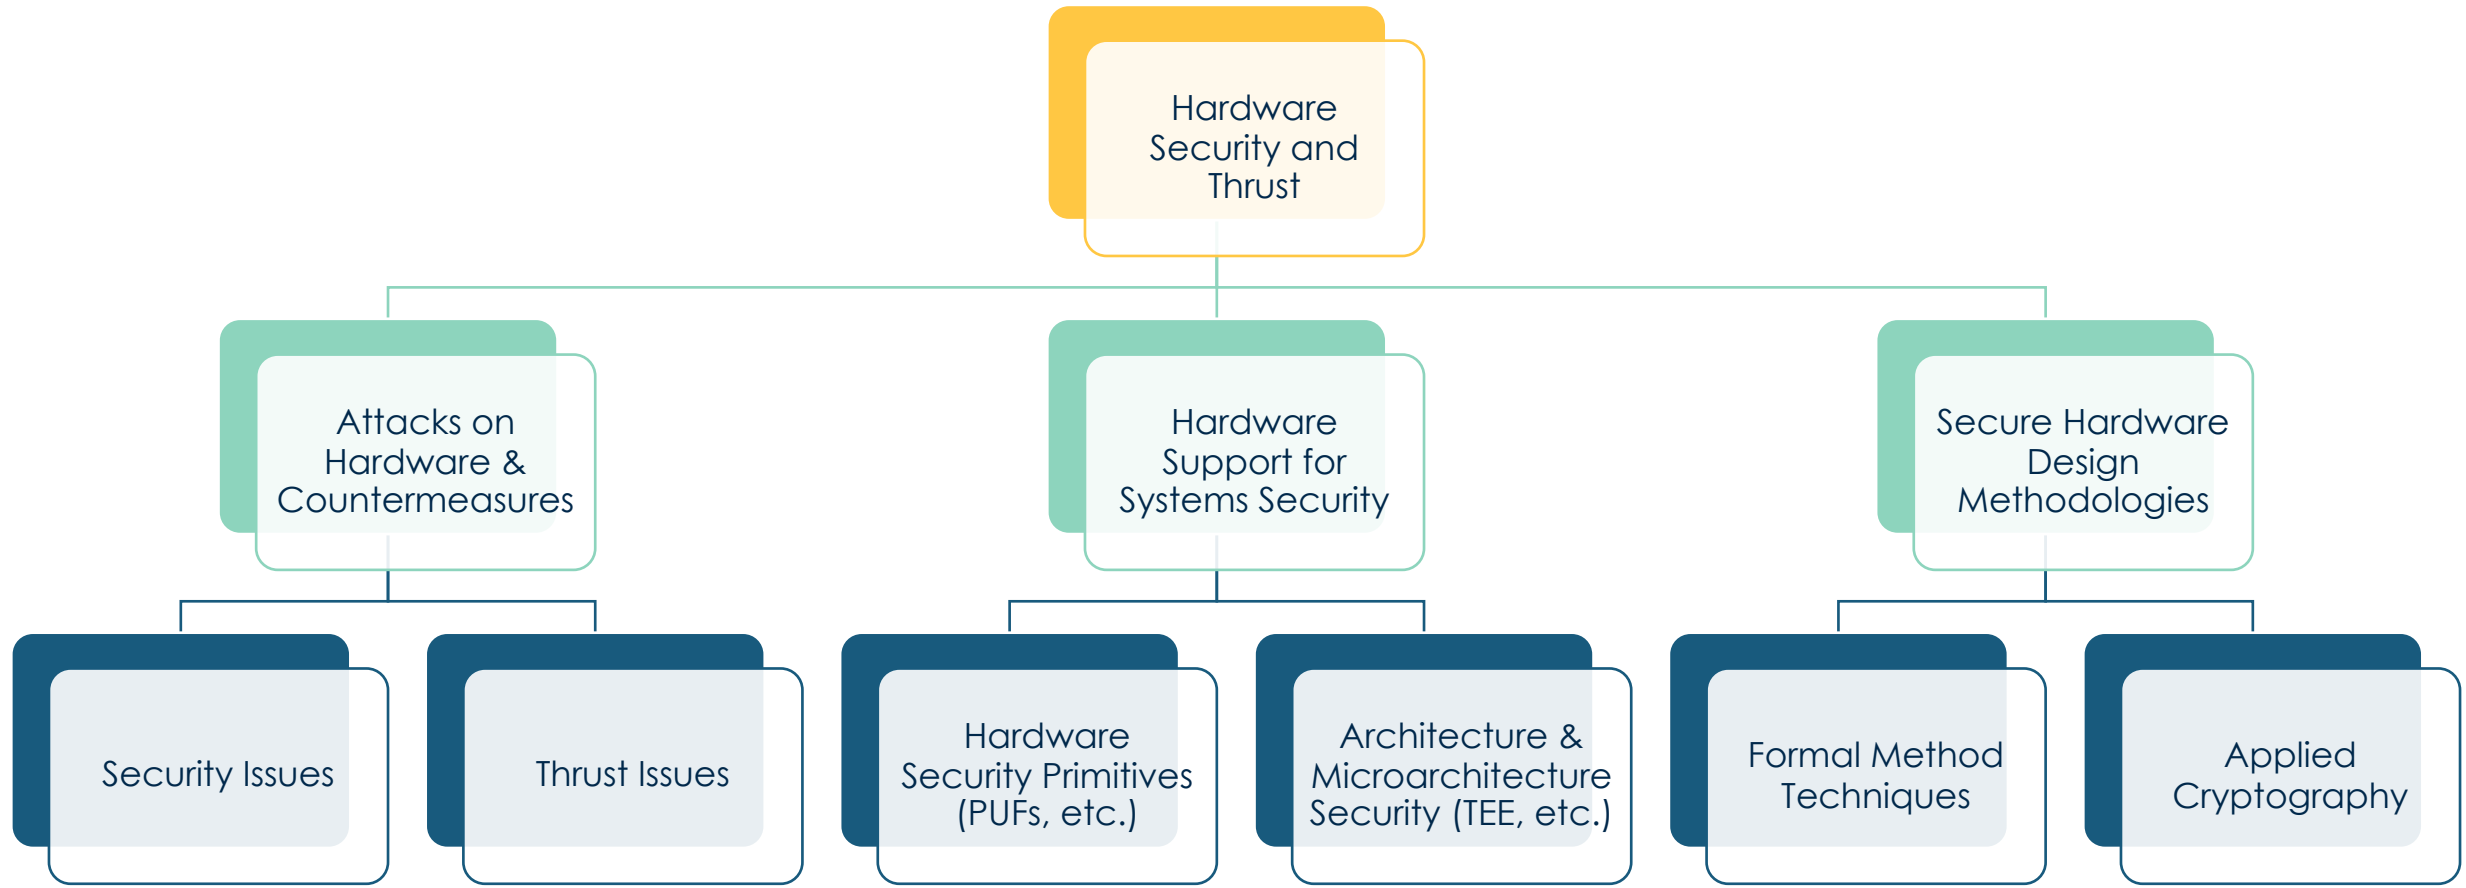 Hardware
Security and
Thrust
Attacks on
Hardware &
Countermeasures
Hardware
Support for
Systems Security
Secure Hardware
Design
Methodologies
Security Issues
Thrust Issues
Hardware
Security Primitives
(PUFs, etc.)
Architecture &
Microarchitecture
Security (TEE, etc.)
Formal Method
Techniques
Applied
Cryptography